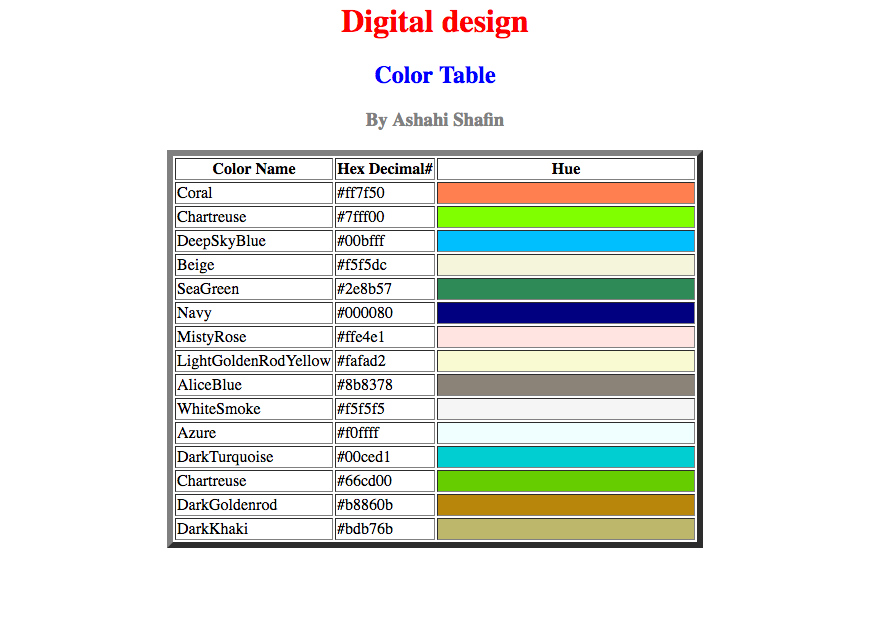 Digital design
Color Table
By Ashahi Shafin
Color Name Hex Decimal# Hue
Coral #ff7f50
Chartreuse #7fff00
DeepSkyBlue #00bfff
Beige #f5f5dc
SeaGreen #2e8b57
Navy #000080
MistyRose #ffe4e1
LightGoldenRodYellow #fafad2
AliceBlue #8b8378
WhiteSmoke #f5f5f5
Azure #f0ffff
DarkTurquoise #00ced1
Chartreuse #66cd00
DarkGoldenrod #b8860b
DarkKhaki #bdb76b